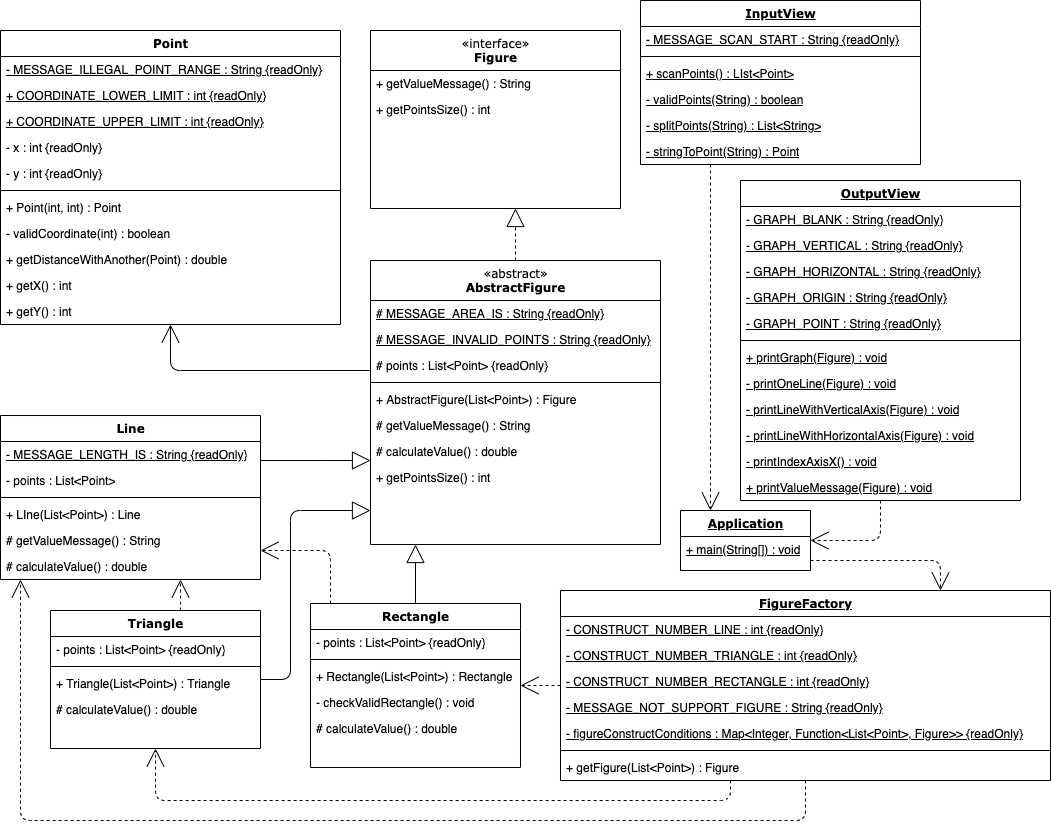 Point
- MESSAGE_ILLEGAL_POINT_RANGE : String {readOnly}
+ COORDINATE_LOWER_LIMIT : int {readOnly}
+ COORDINATE_UPPER_LIMIT : int {readOnly}
- x : int {readOnly}
- y : int {readOnly}
+ Point(int, int) : Point
- validCoordinate(int) : boolean
+ getDistanceWithAnother(Point) : double
+ getX() : int
+ getY() : int
«interface»
Figure
+ getValueMessage() : String
+ getPointsSize() : int
InputView
- MESSAGE_SCAN_START : String {readOnly}
+ scanPoints() : LIst<Point>
- validPoints(String) : boolean
- splitPoints(String) : List<String>
- stringToPoint(String) : Point
OutputView
- GRAPH_BLANK : String {readOnly}
- GRAPH_VERTICAL : String {readOnly}
- GRAPH_HORIZONTAL : String {readOnly}
- GRAPH_ORIGIN : String {readOnly}
- GRAPH_POINT : String {readOnly}
+ printGraph(Figure) : void
- printOneLine(Figure) : void
- printLineWithVerticalAxis(Figure) : void
- printLineWithHorizontalAxis(Figure) : void
- printIndexAxisX() : void
+ printValueMessage(Figure) : void
«abstract»
AbstractFigure
# MESSAGE_AREA_IS : String {readOnly}
# MESSAGE_INVALID_POINTS : String {readOnly}
# points : List<Point> {readOnly}
+ AbstractFigure(List<Point>) : Figure
# getValueMessage() : String
# calculateValue() : double
+ getPointsSize() : int
Line
- MESSAGE_LENGTH_IS : String {readOnly}
- points : List<Point>
+ LIne(List<Point>) : Line
# getValueMessage() : String
# calculateValue() : double
Application
+ main(String[]) : void
Triangle
- points : List<Point> {readOnly}
+ Triangle(List<Point>) : Triangle
# calculateValue() : double
Rectangle
- points : List<Point> {readOnly}
+ Rectangle(List<Point>) : Rectangle
- checkValidRectangle() : void
# calculateValue() : double
FigureFactory
- CONSTRUCT_NUMBER_LINE : int {readOnly}
- CONSTRUCT_NUMBER_TRIANGLE : int {readOnly}
- CONSTRUCT_NUMBER_RECTANGLE : int {readOnly}
- MESSAGE_NOT_SUPPORT_FIGURE : String {readOnly}
- figureConstructConditions : Map<Integer, Function<List<Point>, Figure>> {readOnly}
+ getFigure(List<Point>) : Figure